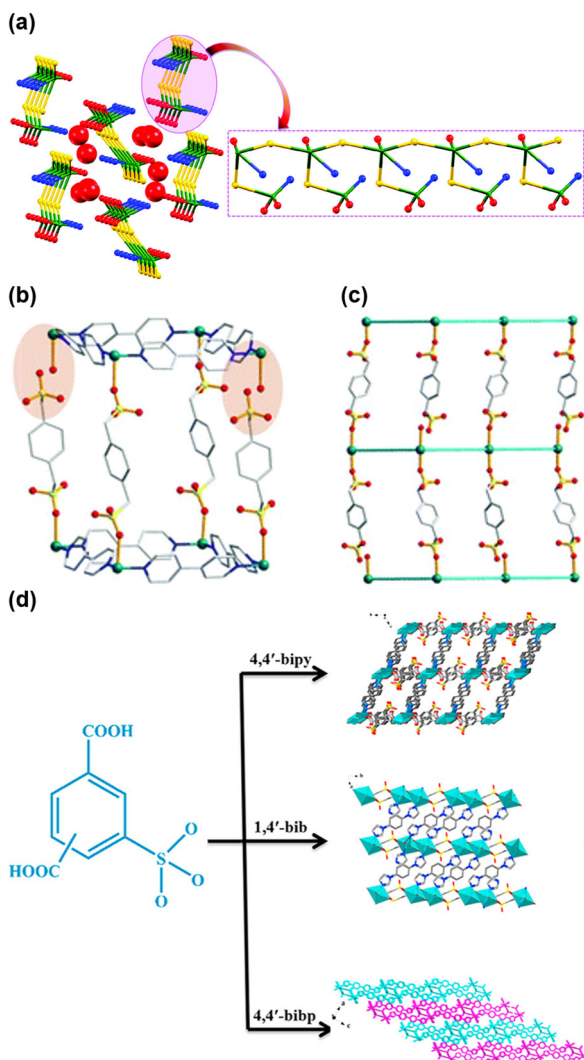 (a)
(b)
(c)
(d)
4,4′-bipy
COOH
1,4′-bib
HOOC
S
O
O
O
4,4′-bibp
a
b
c